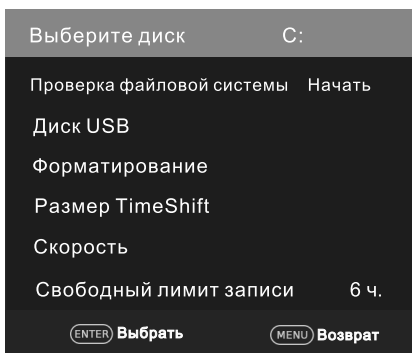 Выберите диск C:
Проверка файловой системы Начать
Диск USB
Форматирование
Размер TimeShift
Скорость
Свободный лимит записи 6 ч.
ENTER Выбрать MENU Возврат